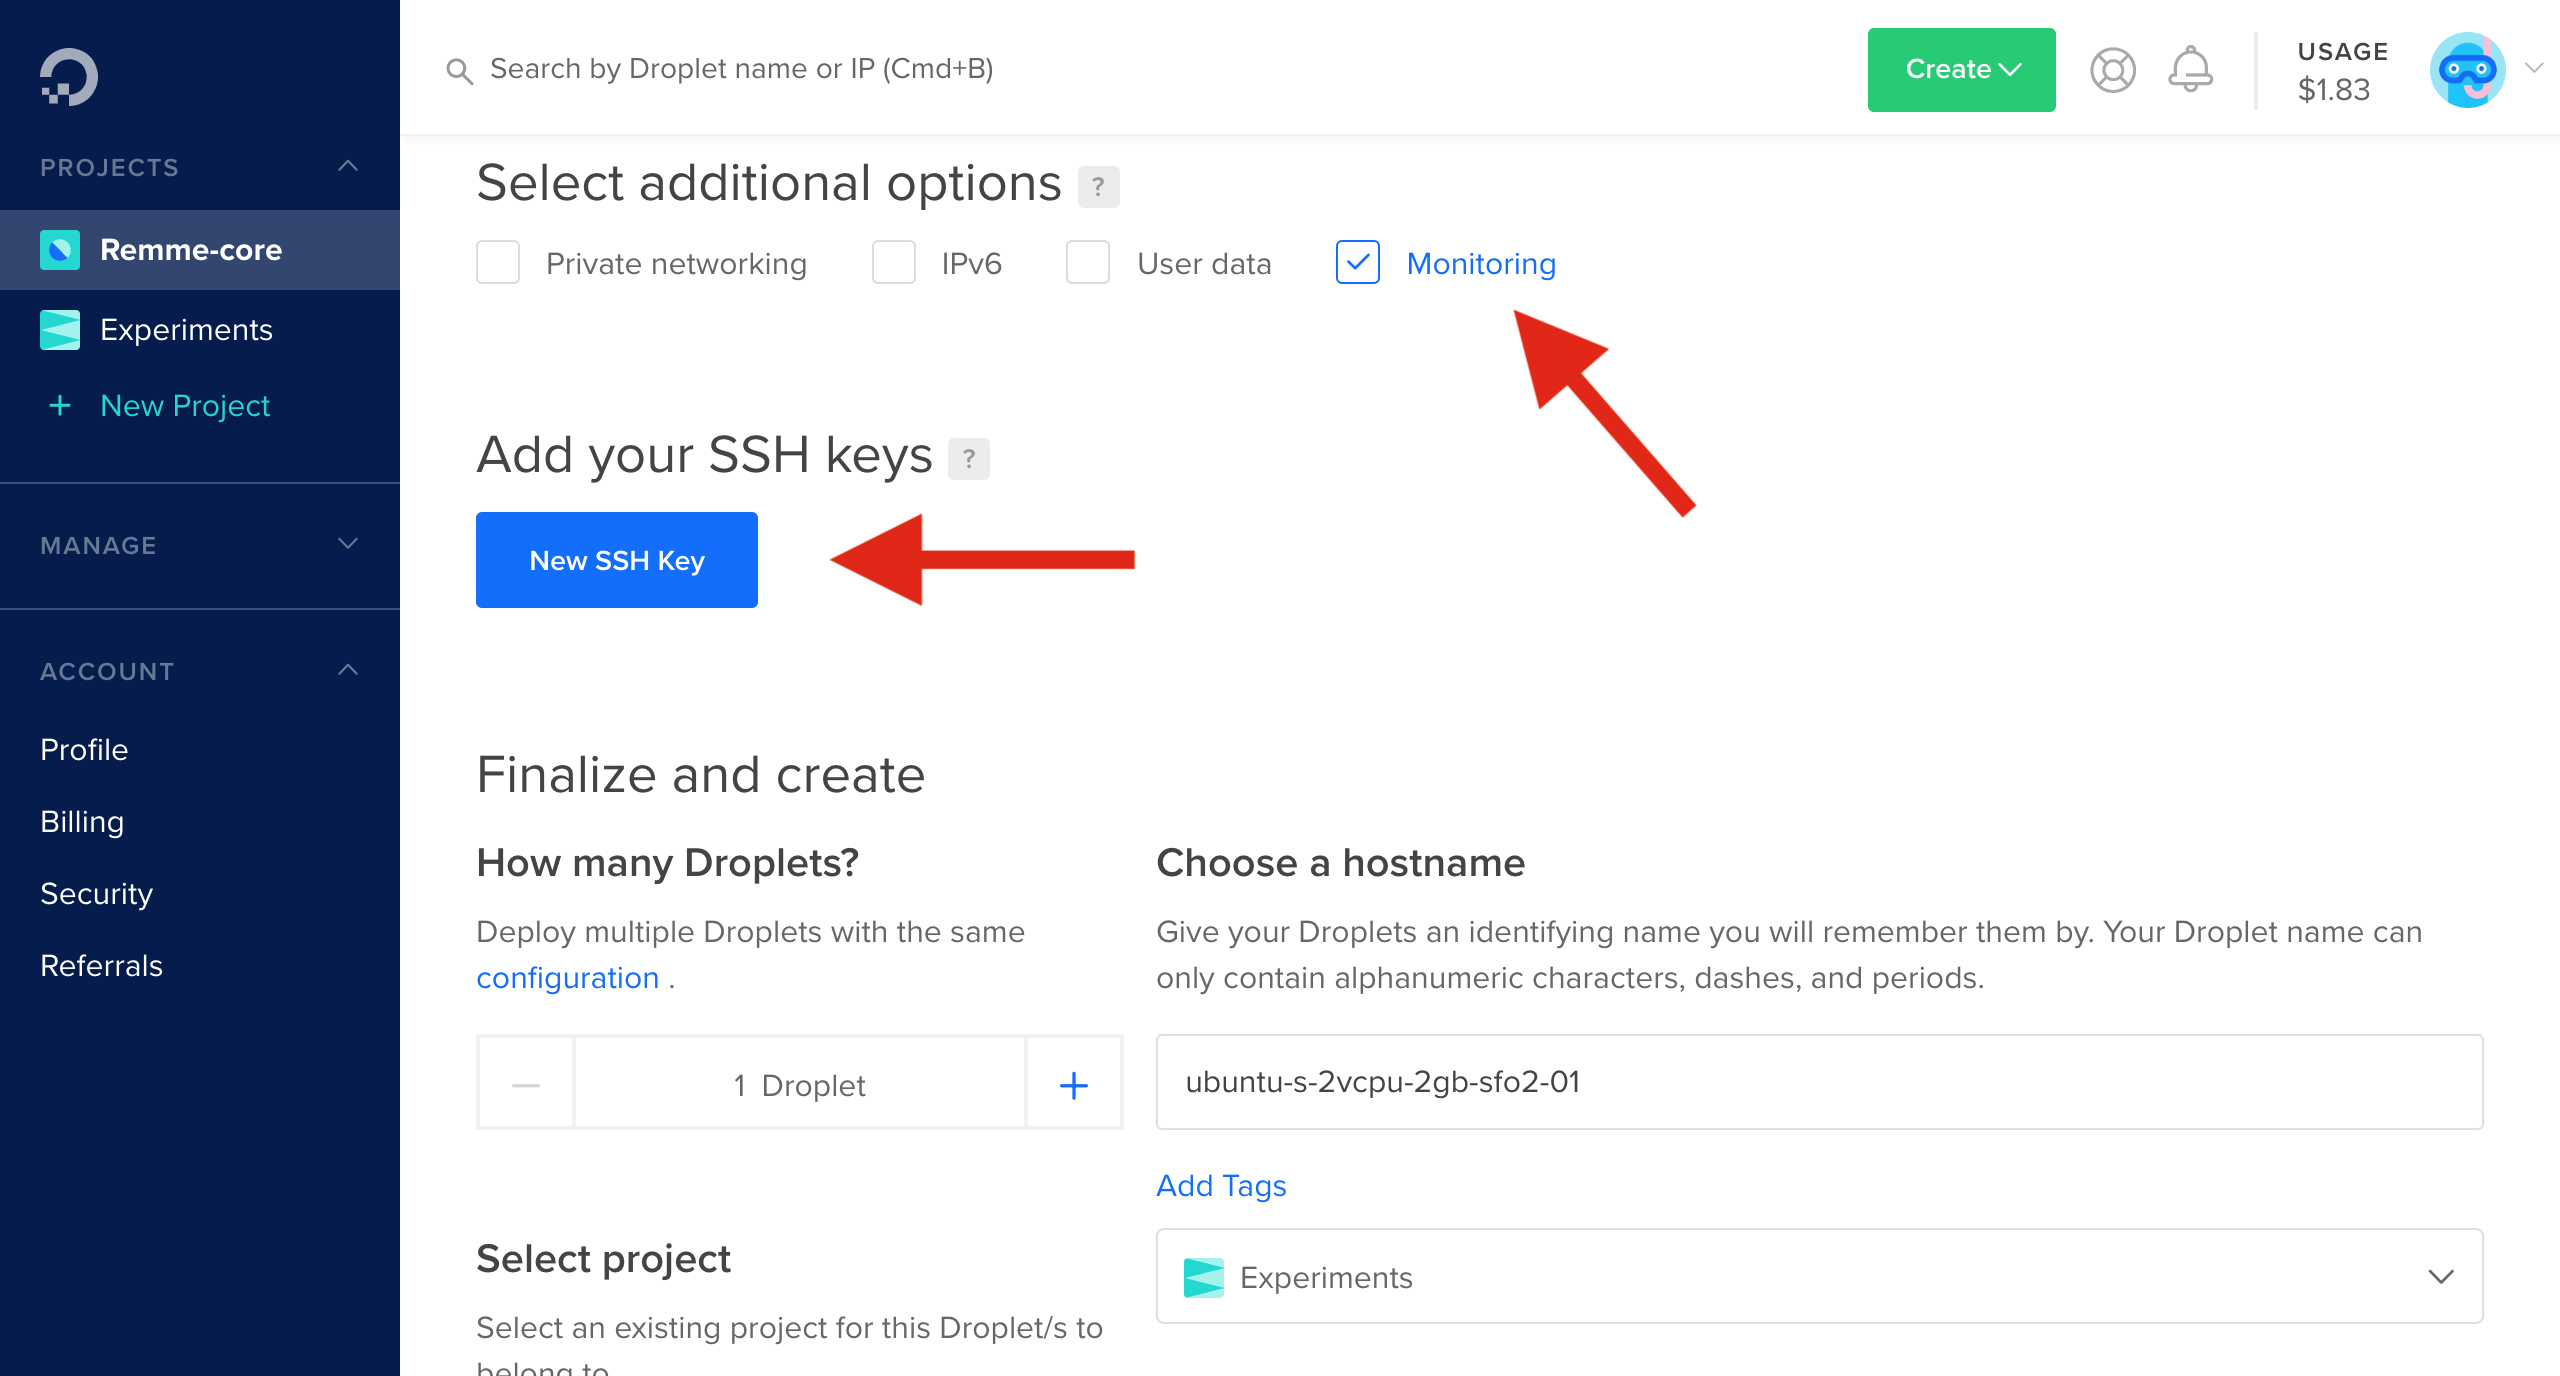 Search by Droplet name or IP (Cmd+B)
Create
USAGE
$1.83
PROJECTS
Remme-core
Experiments
+ New Project
MANAGE
ACCOUNT
Profile
Billing
Security
Referrals
Select additional options ?
Private networking
IPv6
User data
Monitoring
Add your SSH keys ?
New SSH Key
Finalize and create
How many Droplets?
Deploy multiple Droplets with the same
configuration .
1 Droplet
Choose a hostname
Give your Droplets an identifying name you will remember them by. Your Droplet name can
only contain alphanumeric characters, dashes, and periods.
ubuntu-s-2vcpu-2gb-sfo2-01
Add Tags
Select project
Select an existing project for this Droplet/s to
belong to.
Experiments